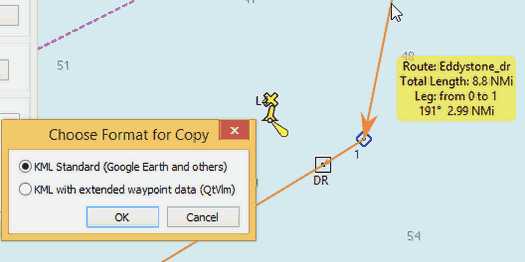 51
Route: Eddystone_dr
Total Length: 8.8 NMi
Leg: from 0 to 1
191° 2.99 NMi
Choose Format for Copy
KML Standard (Google Earth and others)
KML with extended waypoint data (QtVlm)
OK
Cancel
1
DR
54